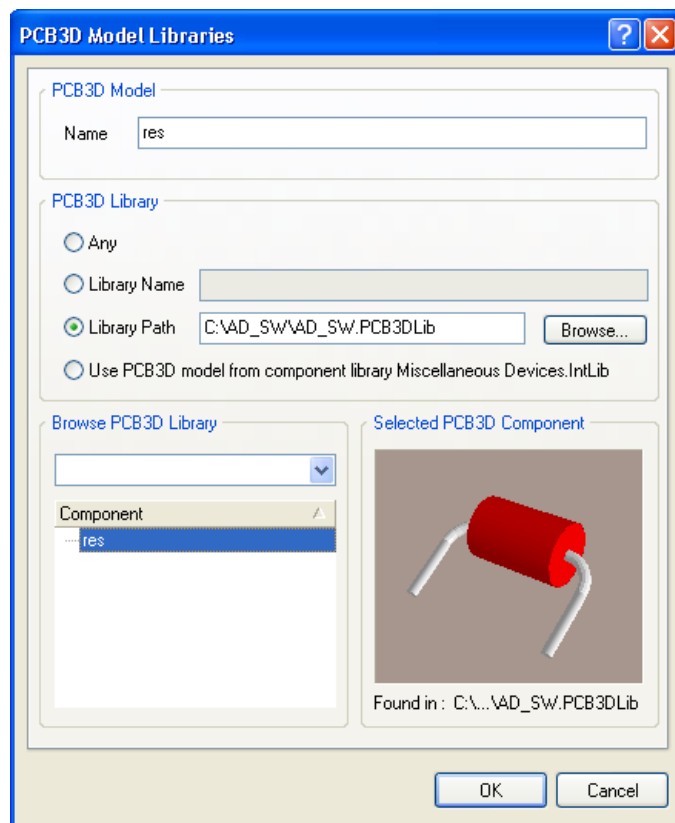 PCB3D Model Libraries
?
PCB3D Model
Name res
PCB3D Library
Any
Library Name
Library Path C:\AD_SW\AD_SW.PCB3DLib Browse...
Use PCB3D model from component library Miscellaneous Devices.IntLib
Browse PCB3D Library
Component
res
Selected PCB3D Component
Found in : C:\...\AD_SW.PCB3DLib
OK Cancel